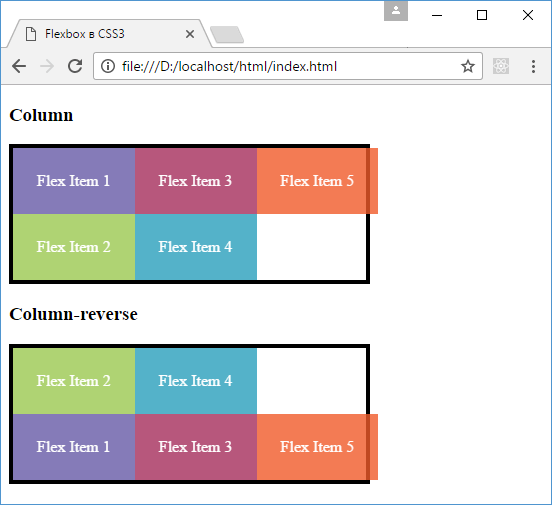 Flexbox в CSS3
file:///D:/localhost/html/index.html
Column
Flex Item 1 Flex Item 3 Flex Item 5
Flex Item 2 Flex Item 4
Column-reverse
Flex Item 2 Flex Item 4
Flex Item 1 Flex Item 3 Flex Item 5